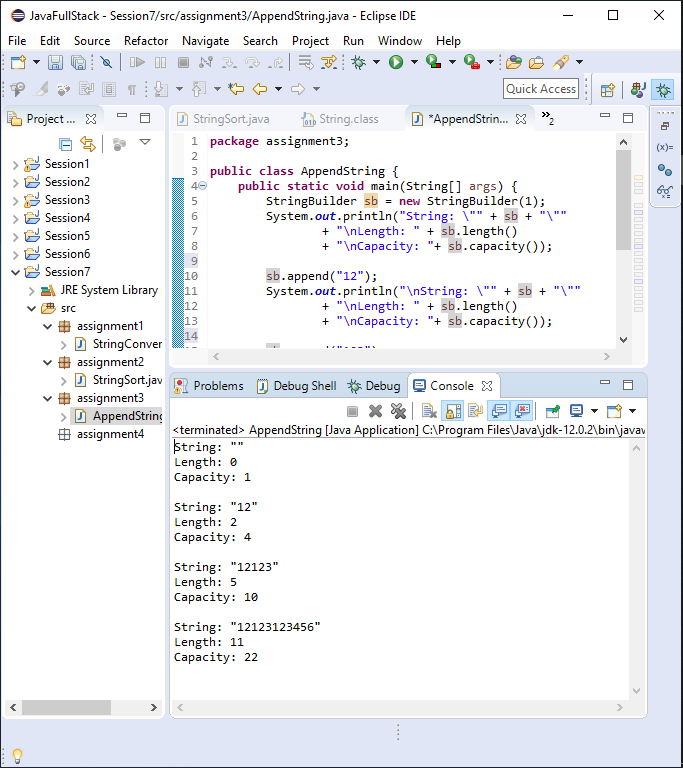 JavaFullStack - Session7/src/assignment3/AppendString.java - Eclipse IDE
File Edit Source Refactor Navigate Search Project Run Window Help
Quick Access
Project ...
Session1
Session2
Session3
Session4
Session5
Session6
Session7
JRE System Library
src
assignment1
StringConver
assignment2
StringSort.jav
assignment3
AppendString
assignment4
StringSort.java String.class *AppendStrin... »2
1 package assignment3;
2
3 public class AppendString {
4 public static void main(String[] args) {
5 StringBuilder sb = new StringBuilder(1);
6 System.out.println("String: \"" + sb + "\""
7 + "\nLength: " + sb.length()
8 + "\nCapacity: "+ sb.capacity());
9
10 sb.append("12");
11 System.out.println("\nString: \"" + sb + "\""
12 + "\nLength: " + sb.length()
13 + "\nCapacity: "+ sb.capacity());
14
Problems Debug Shell Debug Console
<terminated> AppendString [Java Application] C:\Program Files\Java\jdk-12.0.2\bin\javaw
String: ""
Length: 0
Capacity: 1
String: "12"
Length: 2
Capacity: 4
String: "12123"
Length: 5
Capacity: 10
String: "12123123456"
Length: 11
Capacity: 22